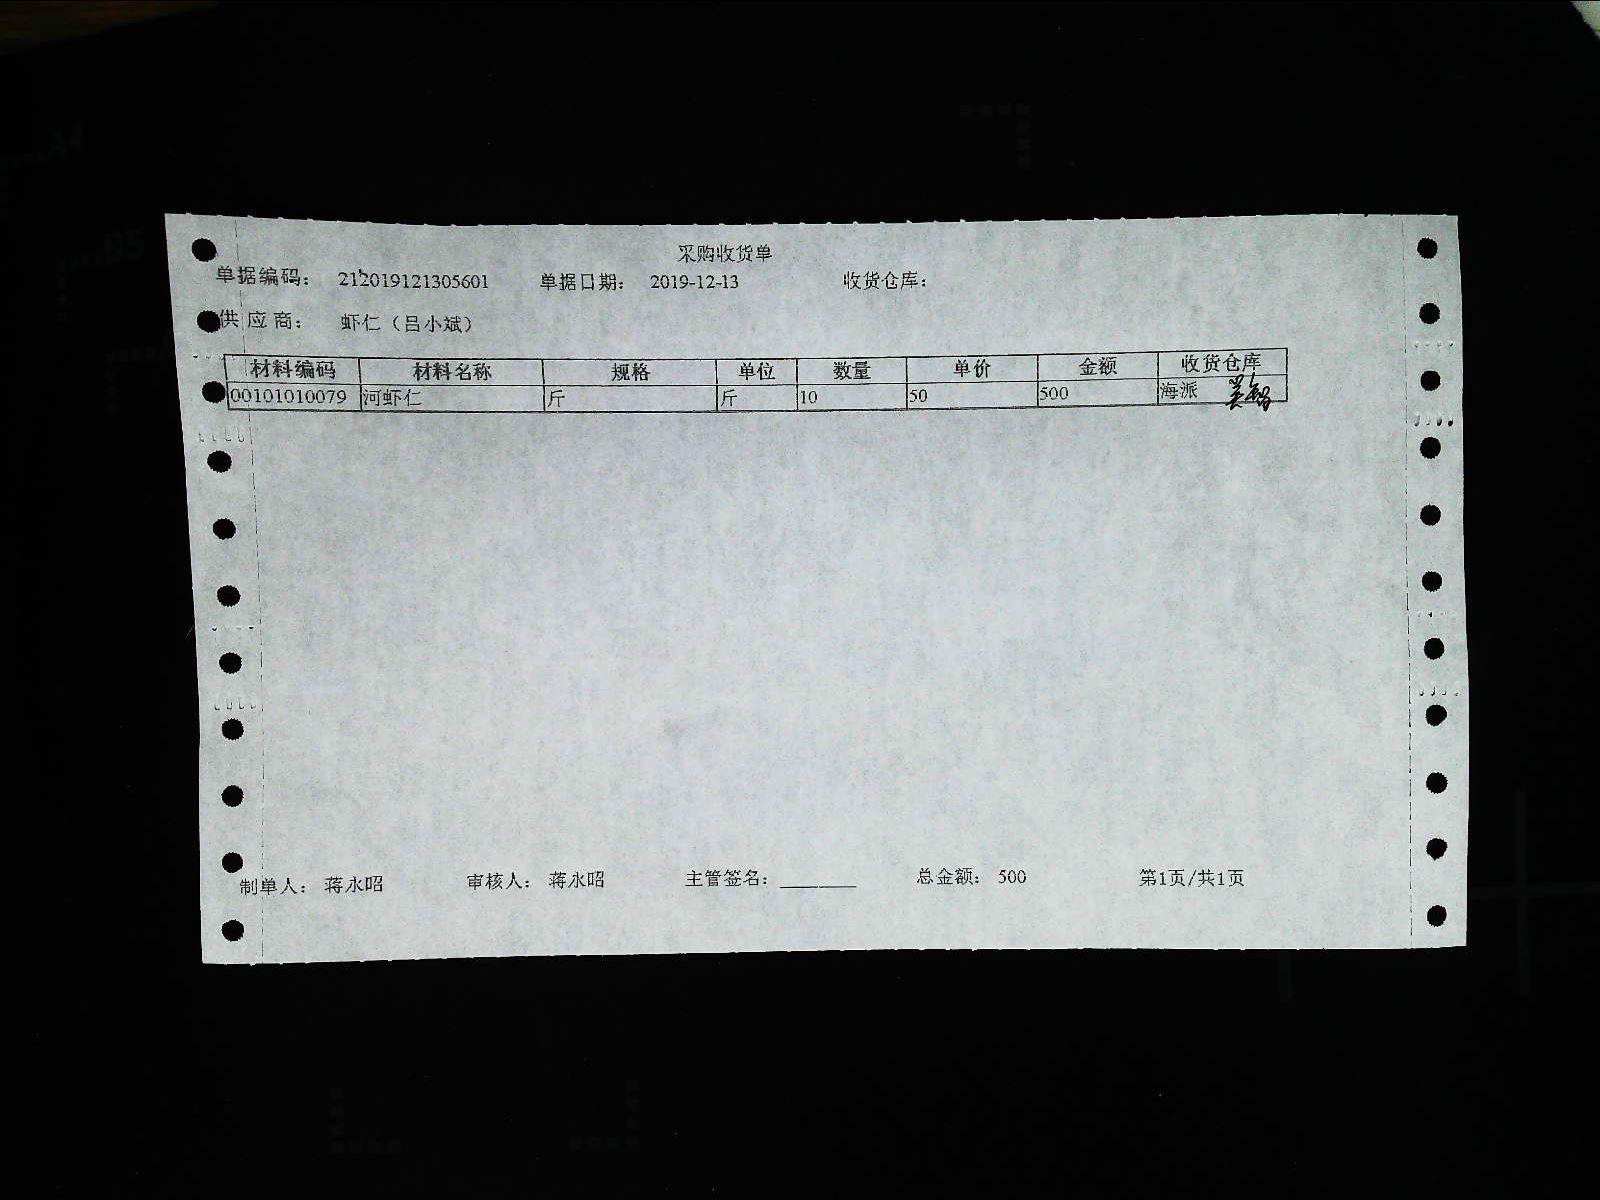 采购收货单
单据编码： 212019121305601 单据日期： 2019-12-13 收货仓库：
供应商： 虾仁（吕小斌）
材料编码 材料名称 规格 单位 数量 单价 金额 收货仓库
00101010079 河虾仁 斤 斤 10 50 500 海派
制单人： 蒋永昭 审核人： 蒋永昭 主管签名： 总金额： 500 第1页/共1页